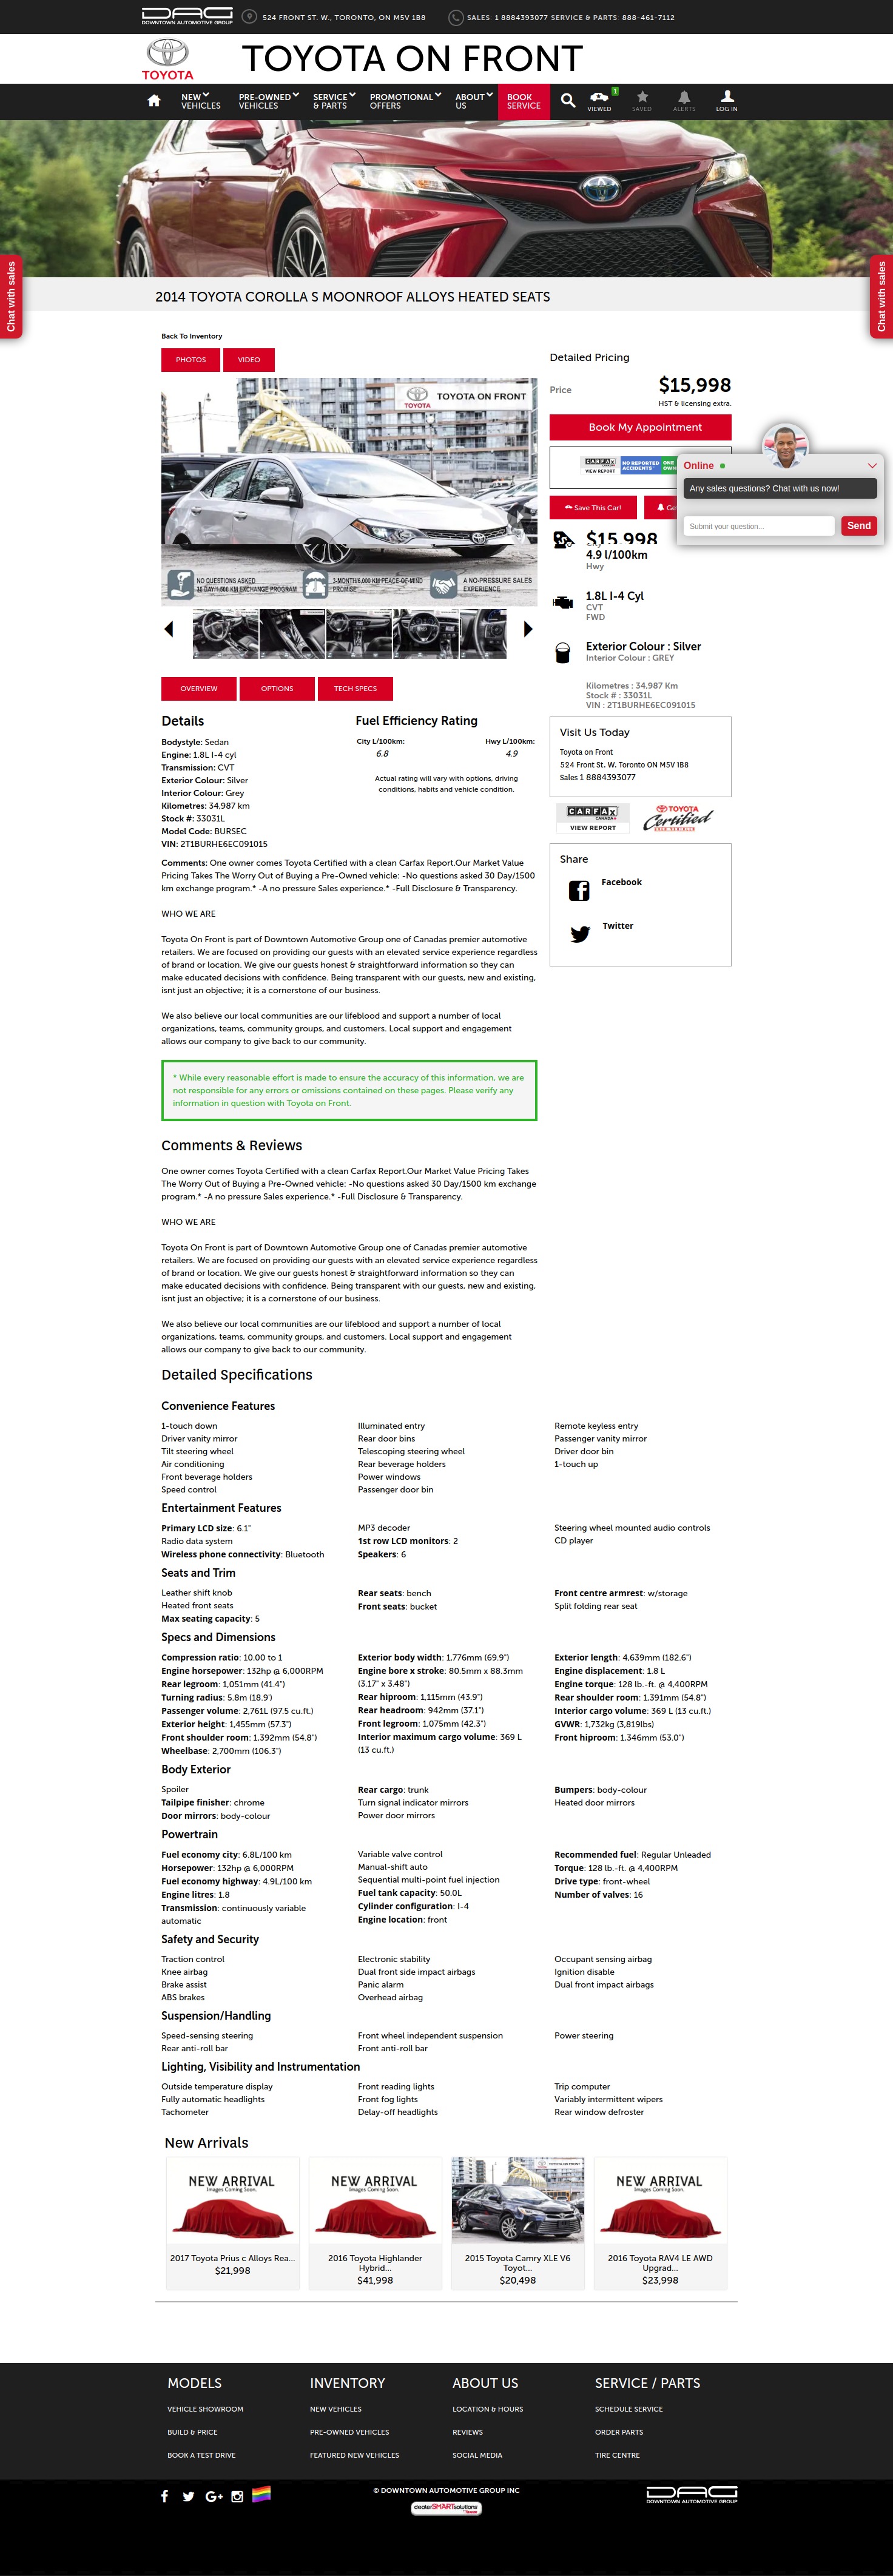 DAG
DOWNTOWN AUTOMOTIVE GROUP
524 FRONT ST. W., TORONTO, ON M5V 1B8
SALES 1 8884393077 SERVICE & PARTS 888-461-7112
TOYOTA
TOYOTA ON FRONT
NEW VEHICLES
PRE-OWNED VEHICLES
SERVICE & PARTS
PROMOTIONAL OFFERS
ABOUT US
BOOK SERVICE
VIEWED
1
SAVED
ALERTS
LOG IN
Chat with sales
Chat with sales
2014 TOYOTA COROLLA S MOONROOF ALLOYS HEATED SEATS
Back To Inventory
PHOTOS
VIDEO
TOYOTA
TOYOTA ON FRONT
NO QUESTIONS ASKED
30 DAY/1500 KM EXCHANGE PROGRAM
3-MONTH/6,000 KM PEACE-OF-MIND
PROMISE
A NO-PRESSURE SALES
EXPERIENCE
OVERVIEW
OPTIONS
TECH SPECS
Details
Bodystyle: Sedan
Engine: 1.8L I-4 cyl
Transmission: CVT
Exterior Colour: Silver
Interior Colour: Grey
Kilometres: 34,987 km
Stock #: 33031L
Model Code: BURSEC
VIN: 2T1BURHE6EC091015
Fuel Efficiency Rating
City L/100km:
Hwy L/100km:
6.8
4.9
Actual rating will vary with options, driving
conditions, habits and vehicle condition.
Comments: One owner comes Toyota Certified with a clean Carfax Report.Our Market Value
Pricing Takes The Worry Out of Buying a Pre-Owned vehicle: -No questions asked 30 Day/1500
km exchange program.* -A no pressure Sales experience.* -Full Disclosure & Transparency.
WHO WE ARE
Toyota On Front is part of Downtown Automotive Group one of Canadas premier automotive
retailers. We are focused on providing our guests with an elevated service experience regardless
of brand or location. We give our guests honest & straightforward information so they can
make educated decisions with confidence. Being transparent with our guests, new and existing,
isnt just an objective; it is a cornerstone of our business.
We also believe our local communities are our lifeblood and support a number of local
organizations, teams, community groups, and customers. Local support and engagement
allows our company to give back to our community.
* While every reasonable effort is made to ensure the accuracy of this information, we are
not responsible for any errors or omissions contained on these pages. Please verify any
information in question with Toyota on Front.
Detailed Pricing
Price
$15,998
HST & licensing extra.
Book My Appointment
CARFAX
VIEW REPORT
NO REPORTED
ACCIDENTS
ONE
Save This Car!
Ge
Online
Any sales questions? Chat with us now!
Submit your question...
Send
$15,998
4.9 l/100km
Hwy
1.8L I-4 Cyl
CVT
FWD
Exterior Colour : Silver
Interior Colour : GREY
Kilometres : 34,987 Km
Stock # : 33031L
VIN : 2T1BURHE6EC091015
Visit Us Today
Toyota on Front
524 Front St. W. Toronto ON M5V 1B8
Sales 1 8884393077
CARFAX
CANADA
VIEW REPORT
TOYOTA
Certified
Share
Facebook
Twitter
Comments & Reviews
One owner comes Toyota Certified with a clean Carfax Report.Our Market Value Pricing Takes
The Worry Out of Buying a Pre-Owned vehicle: -No questions asked 30 Day/1500 km exchange
program.* -A no pressure Sales experience.* -Full Disclosure & Transparency.
WHO WE ARE
Toyota On Front is part of Downtown Automotive Group one of Canadas premier automotive
retailers. We are focused on providing our guests with an elevated service experience regardless
of brand or location. We give our guests honest & straightforward information so they can
make educated decisions with confidence. Being transparent with our guests, new and existing,
isnt just an objective; it is a cornerstone of our business.
We also believe our local communities are our lifeblood and support a number of local
organizations, teams, community groups, and customers. Local support and engagement
allows our company to give back to our community.
Detailed Specifications
Convenience Features
1-touch down
Driver vanity mirror
Tilt steering wheel
Air conditioning
Front beverage holders
Speed control
Illuminated entry
Rear door bins
Telescoping steering wheel
Rear beverage holders
Power windows
Passenger door bin
Remote keyless entry
Passenger vanity mirror
Driver door bin
1-touch up
Entertainment Features
Primary LCD size: 6.1"
Radio data system
Wireless phone connectivity: Bluetooth
MP3 decoder
1st row LCD monitors: 2
Speakers: 6
Steering wheel mounted audio controls
CD player
Seats and Trim
Leather shift knob
Heated front seats
Max seating capacity: 5
Rear seats: bench
Front seats: bucket
Front centre armrest: w/storage
Split folding rear seat
Specs and Dimensions
Compression ratio: 10.00 to 1
Engine horsepower: 132hp @ 6,000RPM
Rear legroom: 1,051mm (41.4")
Turning radius: 5.8m (18.9')
Passenger volume: 2,761L (97.5 cu.ft.)
Exterior height: 1,455mm (57.3")
Front shoulder room: 1,392mm (54.8")
Wheelbase: 2,700mm (106.3")
Exterior body width: 1,776mm (69.9")
Engine bore x stroke: 80.5mm x 88.3mm
(3.17" x 3.48")
Rear hiproom: 1,115mm (43.9")
Rear headroom: 942mm (37.1")
Front legroom: 1,075mm (42.3")
Interior maximum cargo volume: 369 L
(13 cu.ft.)
Exterior length: 4,639mm (182.6")
Engine displacement: 1.8 L
Engine torque: 128 lb.-ft. @ 4,400RPM
Rear shoulder room: 1,391mm (54.8")
Interior cargo volume: 369 L (13 cu.ft.)
GVWR: 1,732kg (3,819lbs)
Front hiproom: 1,346mm (53.0")
Body Exterior
Spoiler
Tailpipe finisher: chrome
Door mirrors: body-colour
Rear cargo: trunk
Turn signal indicator mirrors
Power door mirrors
Bumpers: body-colour
Heated door mirrors
Powertrain
Fuel economy city: 6.8L/100 km
Horsepower: 132hp @ 6,000RPM
Fuel economy highway: 4.9L/100 km
Engine litres: 1.8
Transmission: continuously variable
automatic
Variable valve control
Manual-shift auto
Sequential multi-point fuel injection
Fuel tank capacity: 50.0L
Cylinder configuration: I-4
Engine location: front
Recommended fuel: Regular Unleaded
Torque: 128 lb.-ft. @ 4,400RPM
Drive type: front-wheel
Number of valves: 16
Safety and Security
Traction control
Knee airbag
Brake assist
ABS brakes
Electronic stability
Dual front side impact airbags
Panic alarm
Overhead airbag
Occupant sensing airbag
Ignition disable
Dual front impact airbags
Suspension/Handling
Speed-sensing steering
Rear anti-roll bar
Front wheel independent suspension
Front anti-roll bar
Power steering
Lighting, Visibility and Instrumentation
Outside temperature display
Fully automatic headlights
Tachometer
Front reading lights
Front fog lights
Delay-off headlights
Trip computer
Variably intermittent wipers
Rear window defroster
New Arrivals
NEW ARRIVAL
Images Coming Soon.
2017 Toyota Prius c Alloys Rea...
$21,998
NEW ARRIVAL
Images Coming Soon.
2016 Toyota Highlander
Hybrid...
$41,998
TOYOTA ON FRONT
2015 Toyota Camry XLE V6
Toyot...
$20,498
NEW ARRIVAL
Images Coming Soon.
2016 Toyota RAV4 LE AWD
Upgrad...
$23,998
MODELS
VEHICLE SHOWROOM
BUILD & PRICE
BOOK A TEST DRIVE
INVENTORY
NEW VEHICLES
PRE-OWNED VEHICLES
FEATURED NEW VEHICLES
ABOUT US
LOCATION & HOURS
REVIEWS
SOCIAL MEDIA
SERVICE / PARTS
SCHEDULE SERVICE
ORDER PARTS
TIRE CENTRE
© DOWNTOWN AUTOMOTIVE GROUP INC
dealerSMARTsolutions
DAG
DOWNTOWN AUTOMOTIVE GROUP